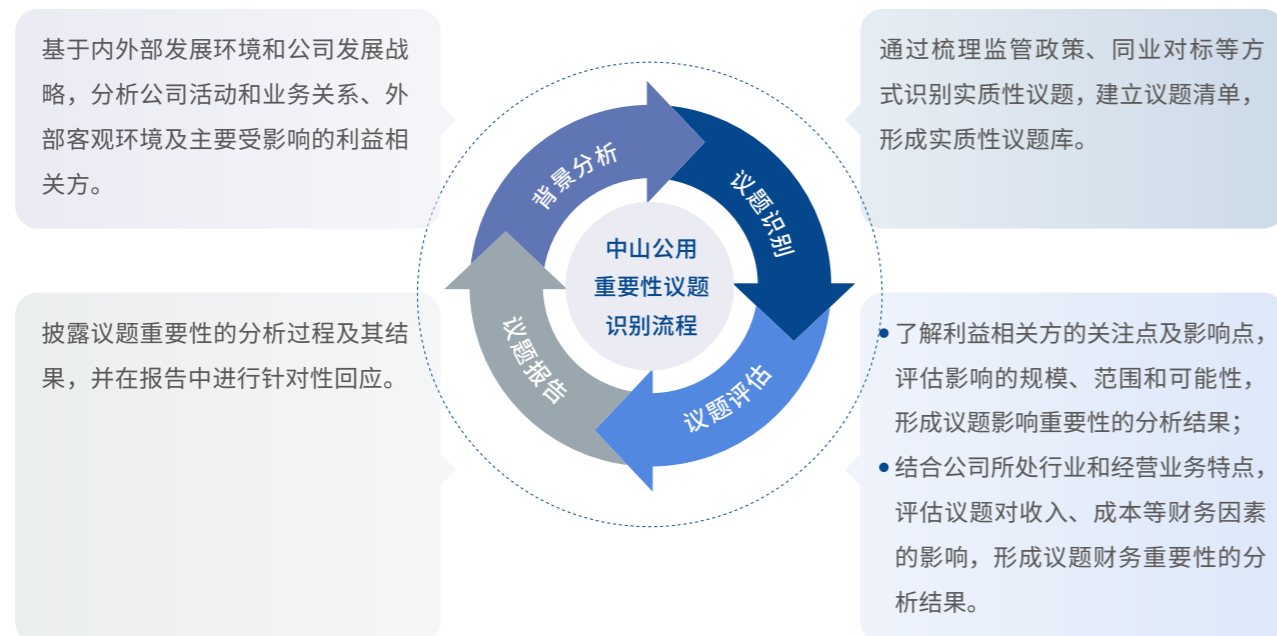 基于内外部发展环境和公司发展战
略，分析公司活动和业务关系、外
部客观环境及主要受影响的利益相
关方。
通过梳理监管政策、同业对标等方
式识别实质性议题，建立议题清单，
形成实质性议题库。
背景分析
议题识别
中山公用
重要性议题
识别流程
议题报告
议题评估
披露议题重要性的分析过程及其结
果，并在报告中进行针对性回应。
•了解利益相关方的关注点及影响点，
评估影响的规模、范围和可能性，
形成议题影响重要性的分析结果；
•结合公司所处行业和经营业务特点，
评估议题对收入、成本等财务因素
的影响，形成议题财务重要性的分
析结果。